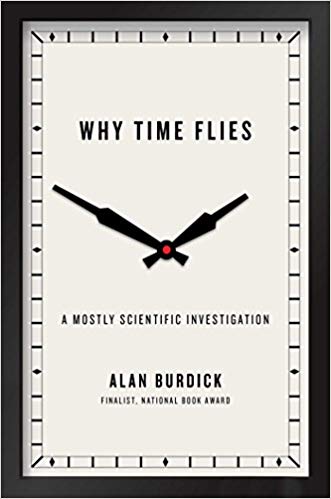 WHY TIME FLIES
A MOSTLY SCIENTIFIC INVESTIGATION
ALAN BURDICK
FINALIST, NATIONAL BOOK AWARD